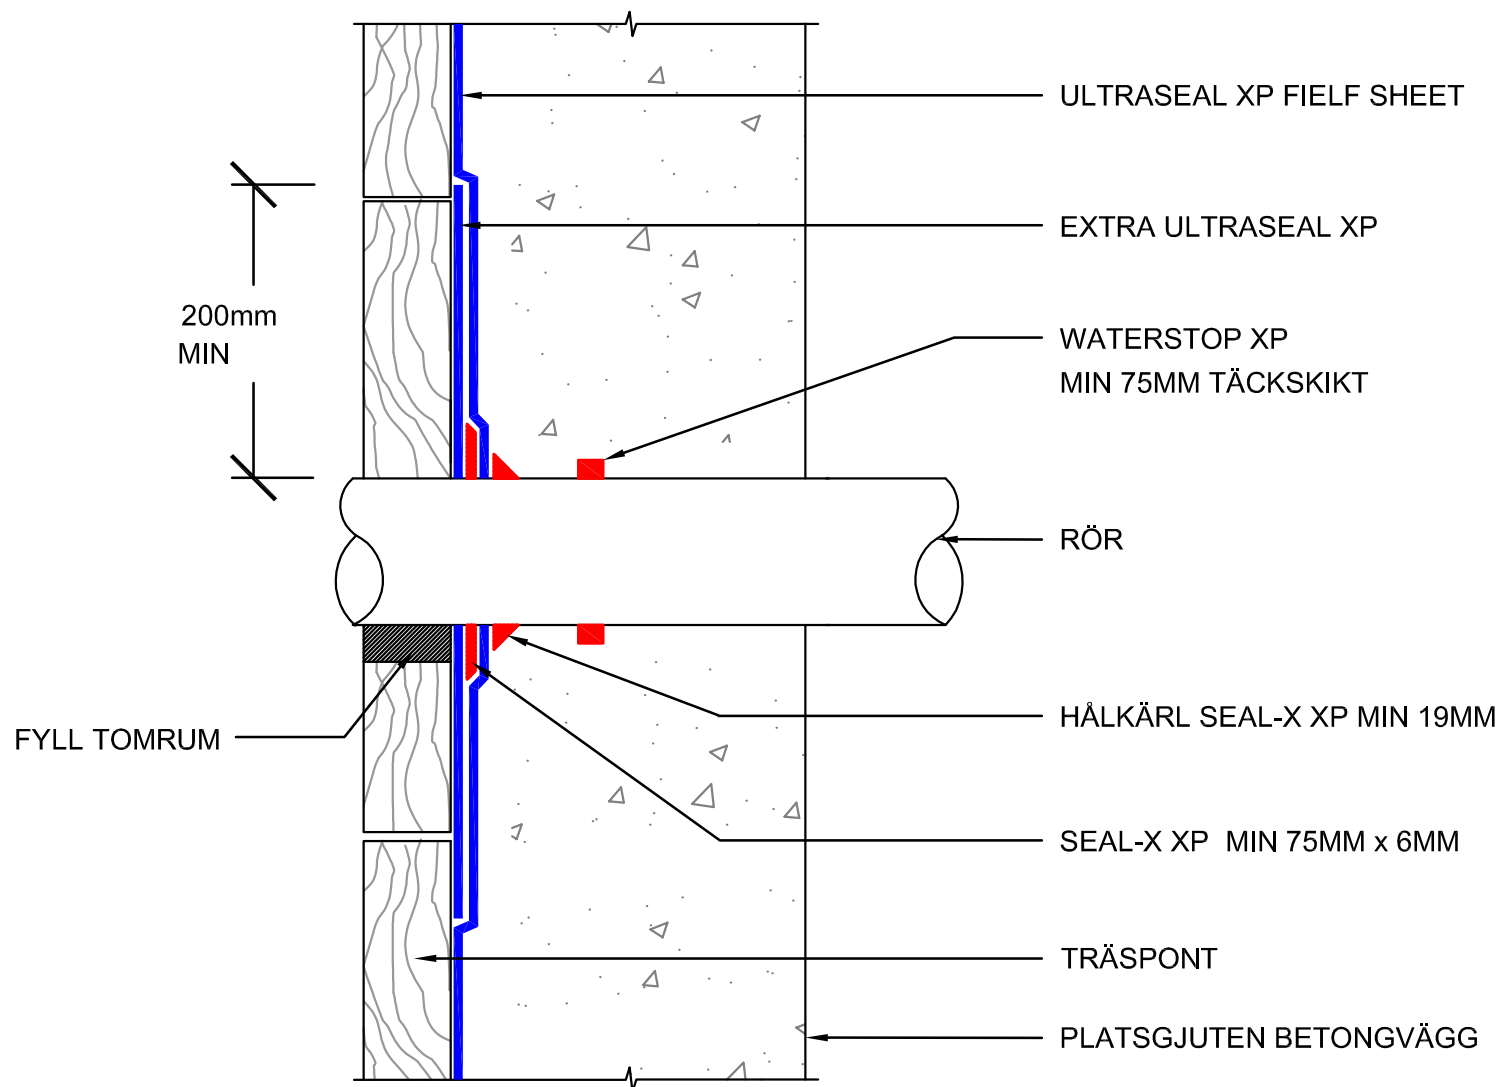 ULTRASEAL XP FIELF SHEET
EXTRA ULTRASEAL XP
200mm
MIN
WATERSTOP XP
MIN 75MM TÄCKSKIKT
RÖR
HÅLKÄRL SEAL-X XP MIN 19MM
FYLL TOMRUM
SEAL-X XP MIN 75MM x 6MM
TRÄSPONT
PLATSGJUTEN BETONGVÄGG